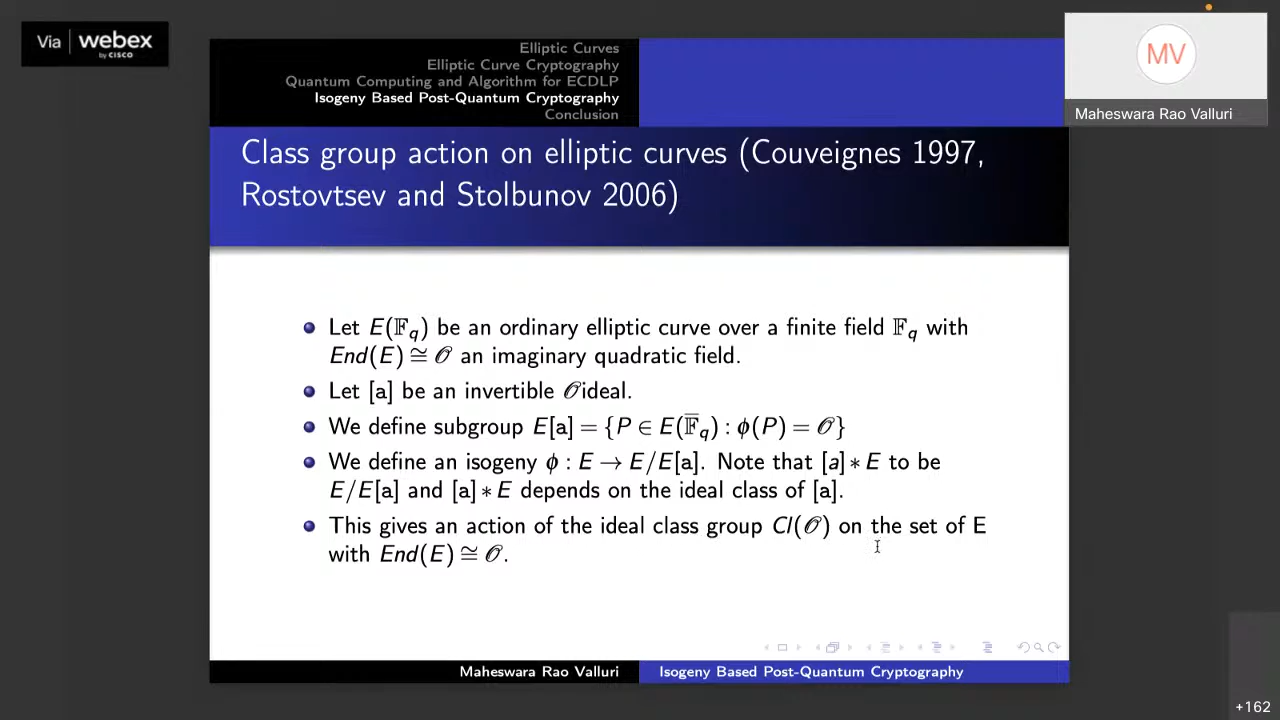 Via webex
by CISCO
Elliptic Curves
Elliptic Curve Cryptography
Quantum Computing and Algorithm for ECDLP
Isogeny Based Post-Quantum Cryptography
Conclusion
MV
Maheswara Rao Valluri
Class group action on elliptic curves (Couveignes 1997,
Rostovtsev and Stolbunov 2006)
Let E(𝔽q) be an ordinary elliptic curve over a finite field 𝔽q with
End(E) ≅ 𝒪 an imaginary quadratic field.
Let [a] be an invertible 𝒪ideal.
We define subgroup E[a] = {P ∈ E(𝔽̅q) : ϕ(P) = 𝒪}
We define an isogeny ϕ : E → E/E[a]. Note that [a] * E to be
E/E[a] and [a] * E depends on the ideal class of [a].
This gives an action of the ideal class group Cl(𝒪) on the set of E
with End(E) ≅ 𝒪.
Maheswara Rao Valluri
Isogeny Based Post-Quantum Cryptography
+162